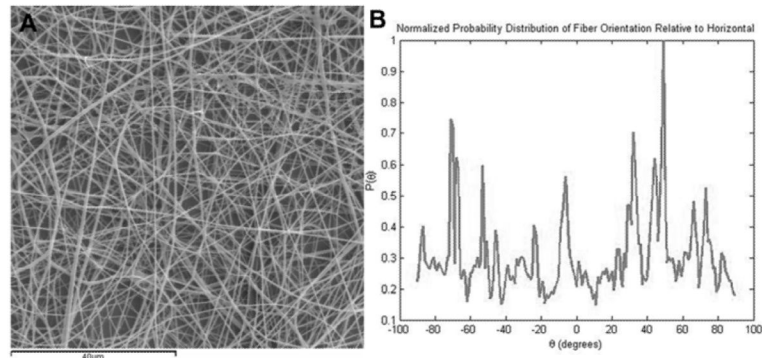 A
40μm
B
Normalized Probability Distribution of Fiber Orientation Relative to Horizontal
1
0.9
0.8
0.7
0.6
0.5
0.4
0.3
0.2
0.1
P(θ)
-100 -80 -60 -40 -20 0 20 40 60 80 100
θ (degrees)